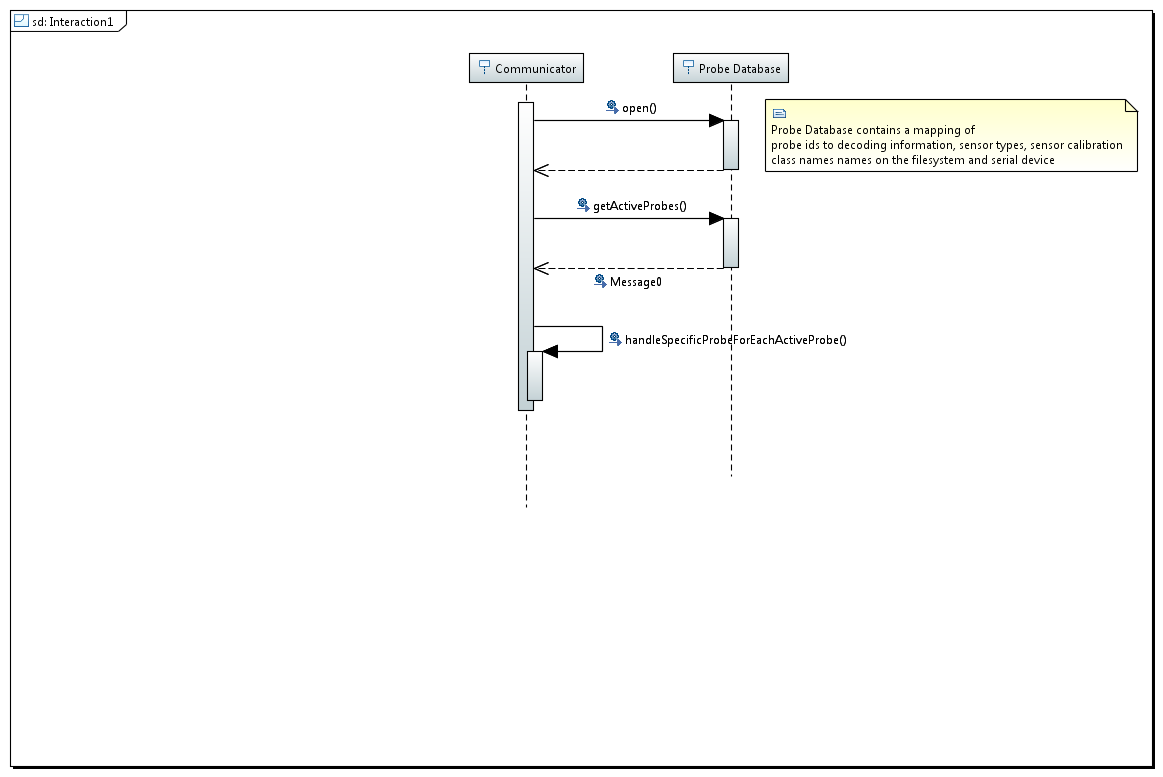 sd: Interaction1
Communicator
Probe Database
open()
Probe Database contains a mapping of
probe ids to decoding information, sensor types, sensor calibration
class names names on the filesystem and serial device
getActiveProbes()
Message0
handleSpecificProbeForEachActiveProbe()